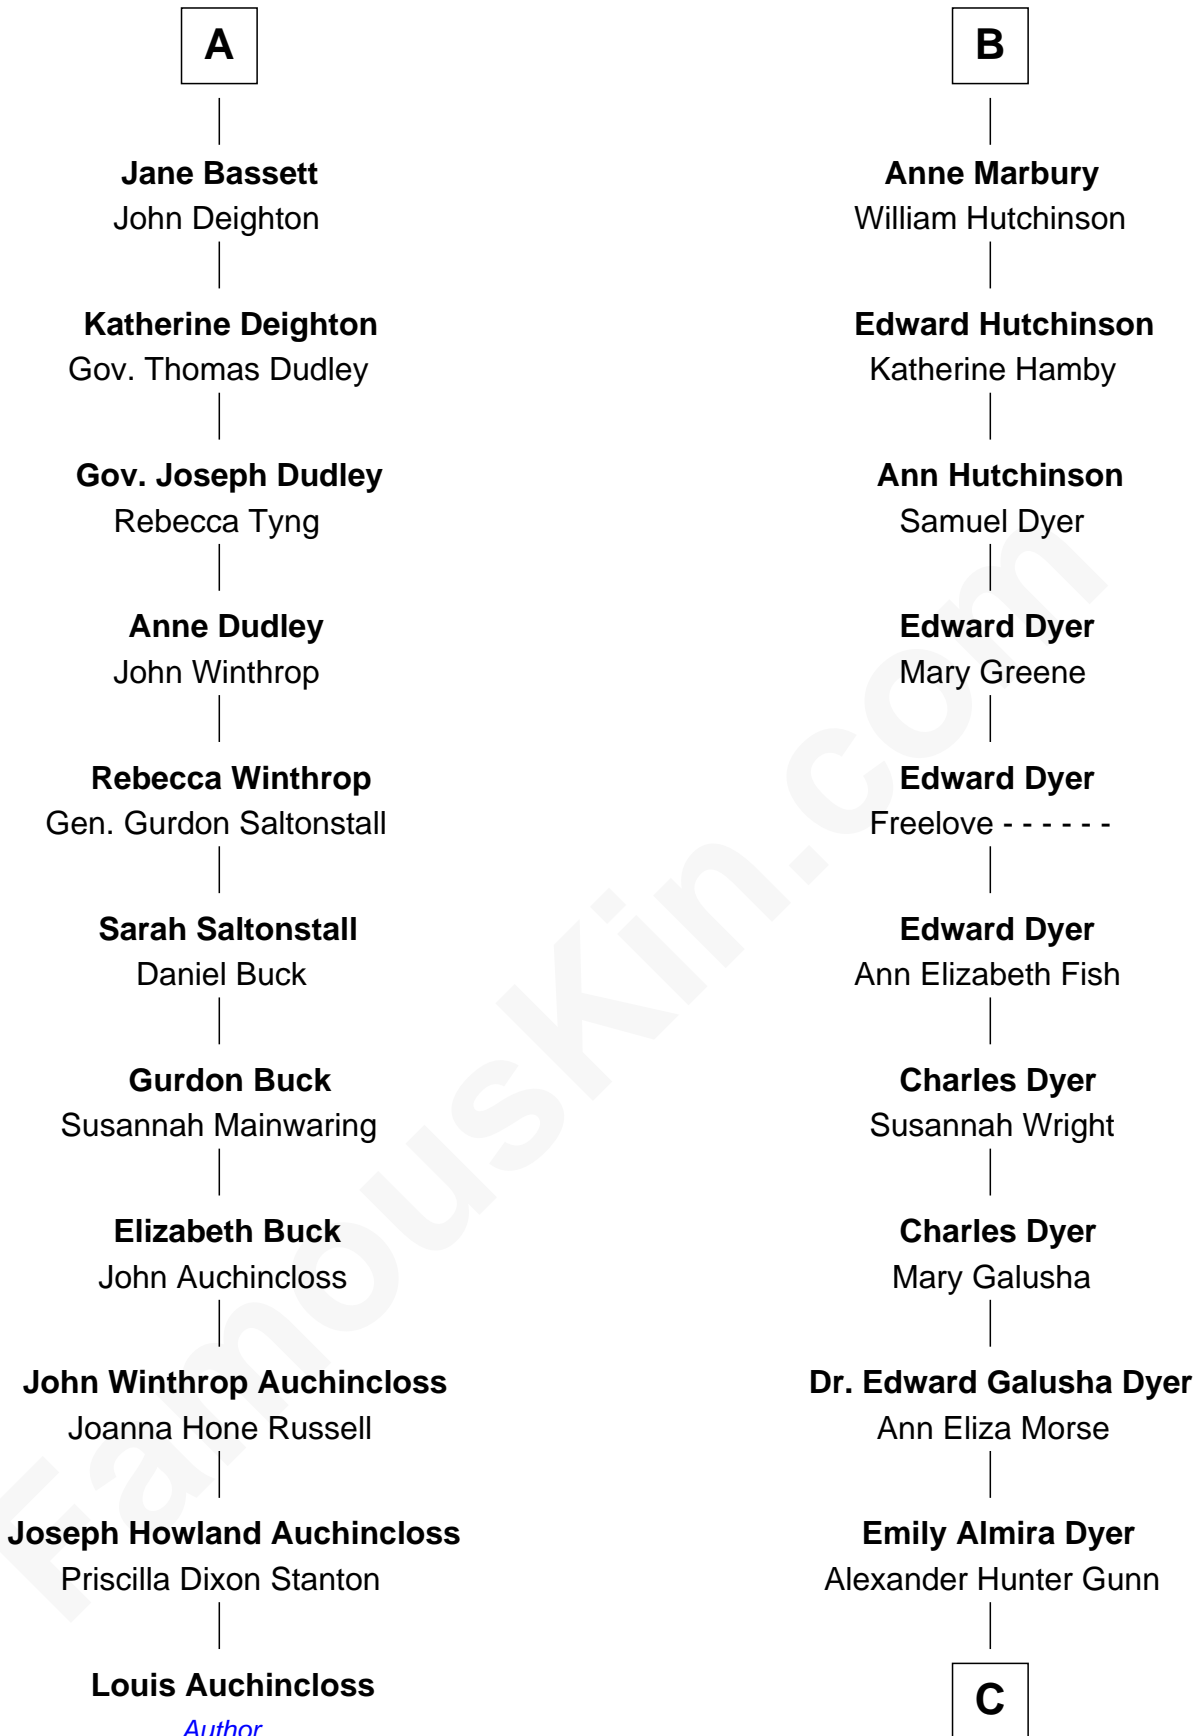 A
Jane Bassett
John Deighton
Katherine Deighton
Gov. Thomas Dudley
Gov. Joseph Dudley
Rebecca Tyng
Anne Dudley
John Winthrop
Rebecca Winthrop
Gen. Gurdon Saltonstall
Sarah Saltonstall
Daniel Buck
Gurdon Buck
Susannah Mainwaring
Elizabeth Buck
John Auchincloss
John Winthrop Auchincloss
Joanna Hone Russell
Joseph Howland Auchincloss
Priscilla Dixon Stanton
Louis Auchincloss
Author
B
Anne Marbury
William Hutchinson
Edward Hutchinson
Katherine Hamby
Ann Hutchinson
Samuel Dyer
Edward Dyer
Mary Greene
Edward Dyer
Freelove - - - - - -
Edward Dyer
Ann Elizabeth Fish
Charles Dyer
Susannah Wright
Charles Dyer
Mary Galusha
Dr. Edward Galusha Dyer
Ann Eliza Morse
Emily Almira Dyer
Alexander Hunter Gunn
C
FamousKin.com